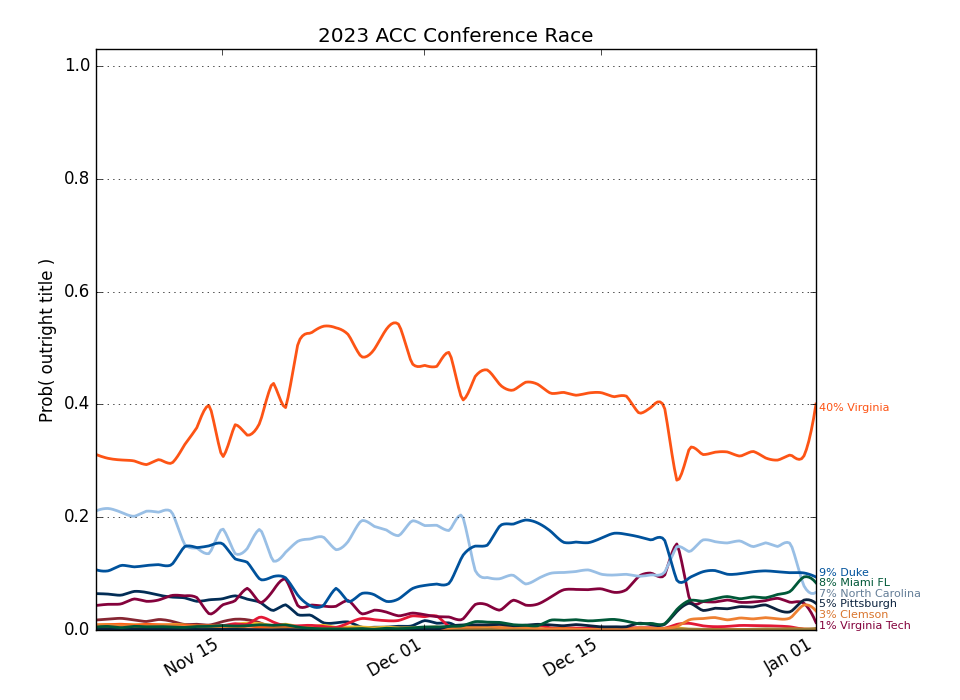 2023 ACC Conference Race
Prob( outright title )
1.0
0.8
0.6
0.4
0.2
0.0
Nov 15
Dec 01
Dec 15
Jan 01
40% Virginia
9% Duke
8% Miami FL
7% North Carolina
5% Pittsburgh
3% Clemson
1% Virginia Tech